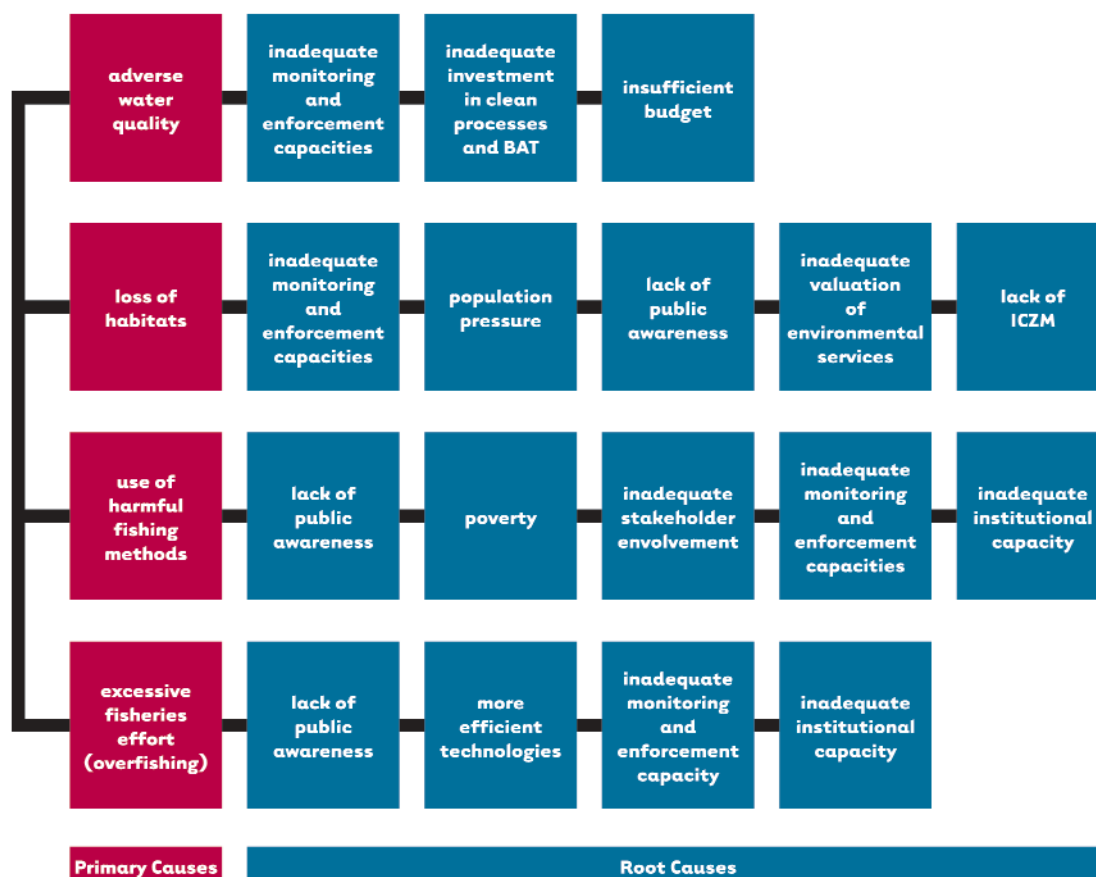 adverse
water
quality
inadequate
monitoring
and
enforcement
capacities
inadequate
investment
in clean
processes
and BAT
insufficient
budget
loss of
habitats
inadequate
monitoring
and
enforcement
capacities
population
pressure
lack of
public
awareness
inadequate
valuation
of
environmental
services
lack of
ICZM
use of
harmful
fishing
methods
lack of
public
awareness
poverty
inadequate
stakeholder
envolvement
inadequate
monitoring
and
enforcement
capacities
inadequate
institutional
capacity
excessive
fisheries
effort
(overfishing)
lack of
public
awareness
more
efficient
technologies
inadequate
monitoring
and
enforcement
capacity
inadequate
institutional
capacity
Primary Causes
Root Causes